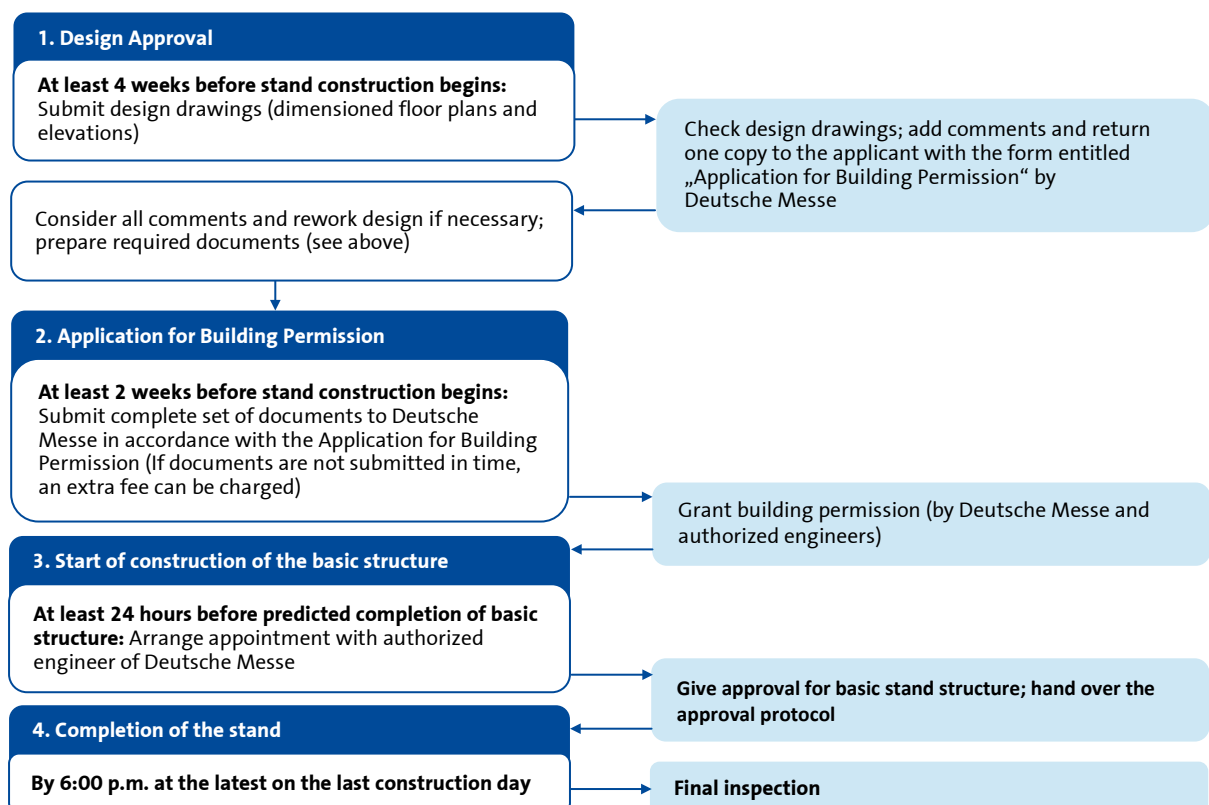 1. Design Approval
At least 4 weeks before stand construction begins:
Submit design drawings (dimensioned floor plans and
elevations)
Check design drawings; add comments and return
one copy to the applicant with the form entitled
„Application for Building Permission“ by
Deutsche Messe
Consider all comments and rework design if necessary;
prepare required documents (see above)
2. Application for Building Permission
At least 2 weeks before stand construction begins:
Submit complete set of documents to Deutsche
Messe in accordance with the Application for Building
Permission (If documents are not submitted in time,
an extra fee can be charged)
Grant building permission (by Deutsche Messe and
authorized engineers)
3. Start of construction of the basic structure
At least 24 hours before predicted completion of basic
structure: Arrange appointment with authorized
engineer of Deutsche Messe
Give approval for basic stand structure; hand over the
approval protocol
4. Completion of the stand
By 6:00 p.m. at the latest on the last construction day
Final inspection